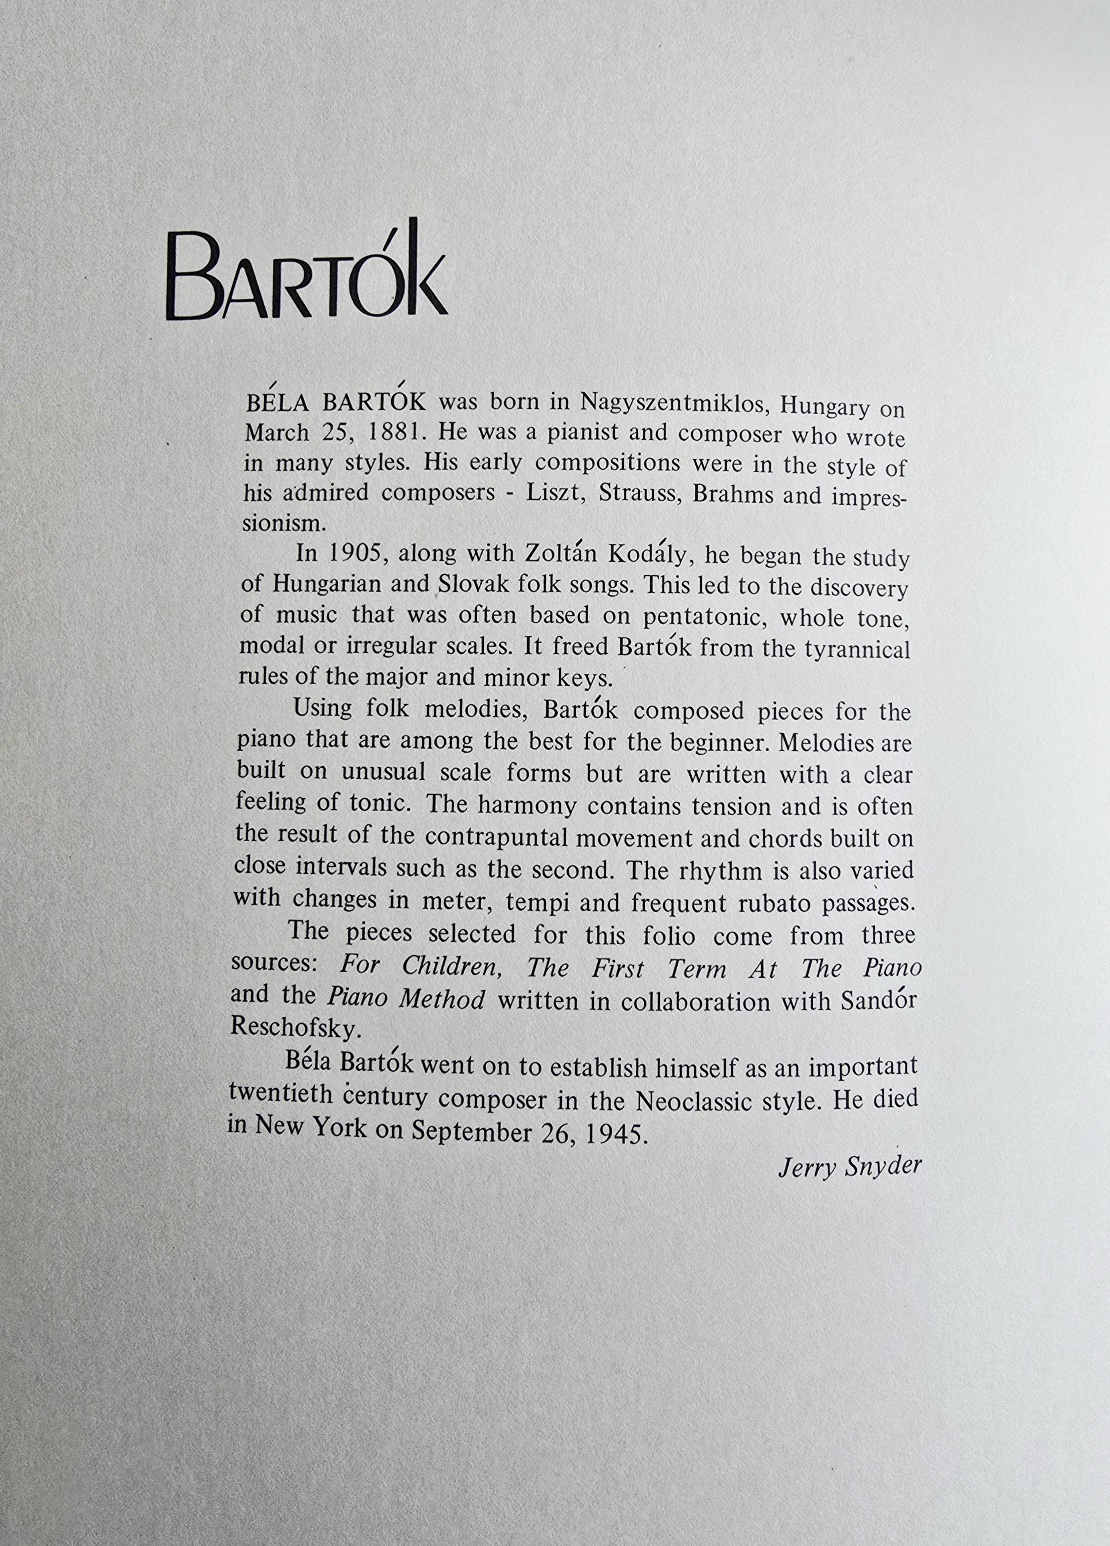 BARTÓK
BÉLA BARTÓK was born in Nagyszentmiklos, Hungary on
March 25, 1881. He was a pianist and composer who wrote
in many styles. His early compositions were in the style of
his admired composers - Liszt, Strauss, Brahms and impres-
sionism.
In 1905, along with Zoltán Kodály, he began the study
of Hungarian and Slovak folk songs. This led to the discovery
of music that was often based on pentatonic, whole tone,
modal or irregular scales. It freed Bartók from the tyrannical
rules of the major and minor keys.
Using folk melodies, Bartók composed pieces for the
piano that are among the best for the beginner. Melodies are
built on unusual scale forms but are written with a clear
feeling of tonic. The harmony contains tension and is often
the result of the contrapuntal movement and chords built on
close intervals such as the second. The rhythm is also varied
with changes in meter, tempi and frequent rubato passages.
The pieces selected for this folio come from three
sources: For Children, The First Term At The Piano
and the Piano Method written in collaboration with Sandór
Reschofsky.
Béla Bartók went on to establish himself as an important
twentieth century composer in the Neoclassic style. He died
in New York on September 26, 1945.
Jerry Snyder